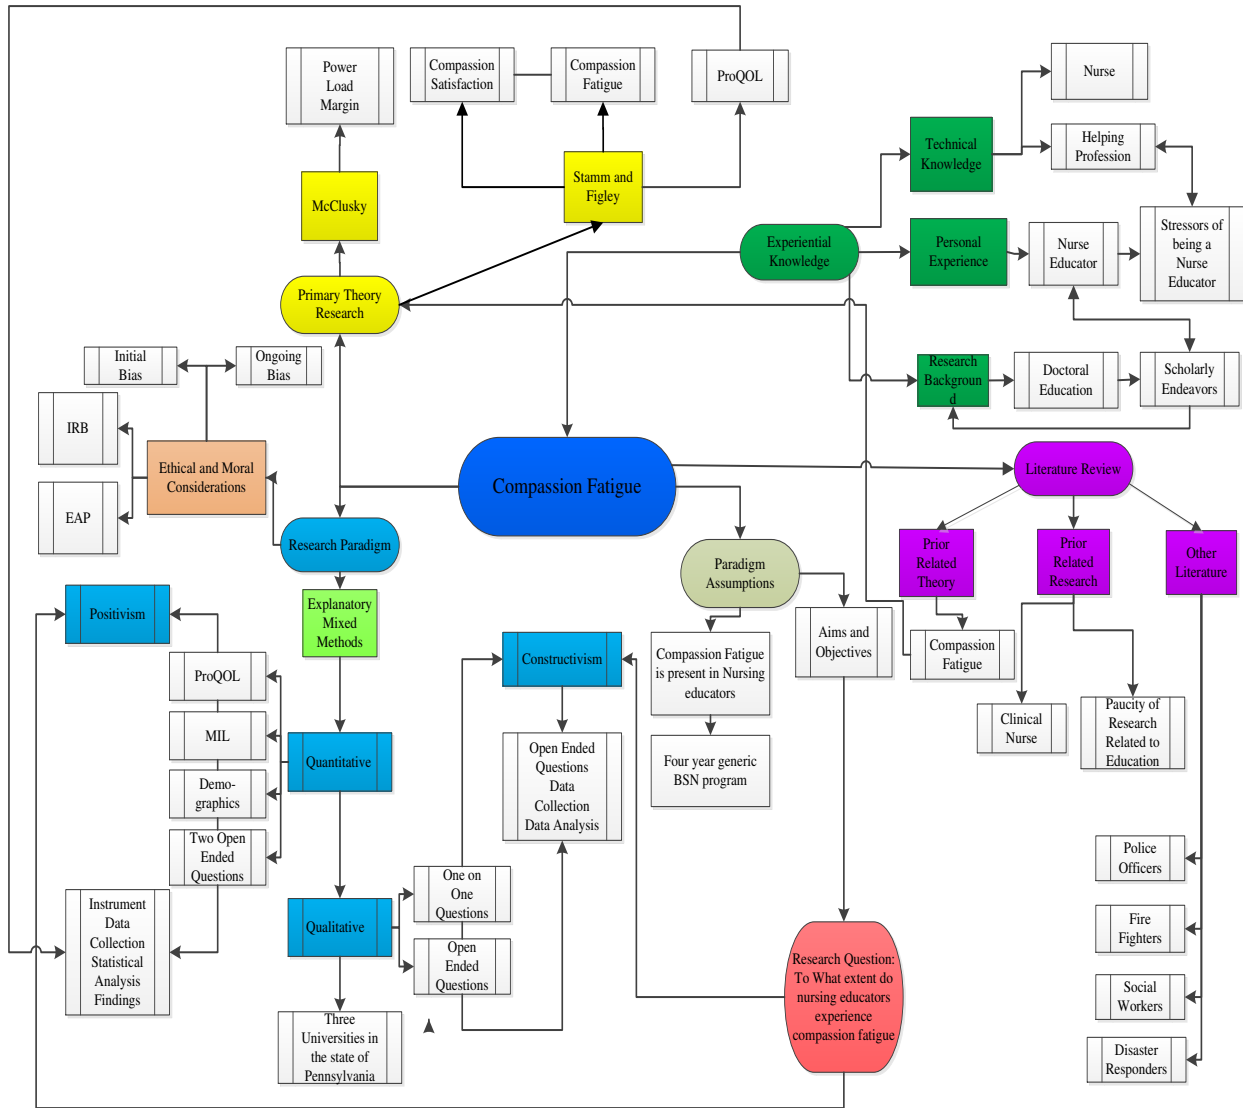 Power
Load
Margin
Compassion
Satisfaction
Compassion
Fatigue
ProQOL
Nurse
Technical
Knowledge
Helping
Profession
McClusky
Stamm and
Figley
Experiential
Knowledge
Personal
Experience
Nurse
Educator
Stressors of
being a
Nurse
Educator
Primary Theory
Research
Initial
Bias
Ongoing
Bias
Research
Backgroun
d
Doctoral
Education
Scholarly
Endeavors
IRB
EAP
Ethical and Moral
Considerations
Compassion Fatigue
Literature Review
Research Paradigm
Paradigm
Assumptions
Prior
Related
Theory
Prior
Related
Research
Other
Literature
Explanatory
Mixed
Methods
Positivism
Constructivism
Compassion Fatigue
is present in Nursing
educators
Aims and
Objectives
Compassion
Fatigue
ProQOL
MIL
Demo-
graphics
Two Open
Ended
Questions
Quantitative
Open Ended
Questions
Data
Collection
Data Analysis
Four year generic
BSN program
Clinical
Nurse
Paucity of
Research
Related to
Education
Instrument
Data
Collection
Statistical
Analysis
Findings
Qualitative
One on
One
Questions
Open
Ended
Questions
Three
Universities in
the state of
Pennsylvania
Research Question:
To What extent do
nursing educators
experience
compassion fatigue
Police
Officers
Fire
Fighters
Social
Workers
Disaster
Responders